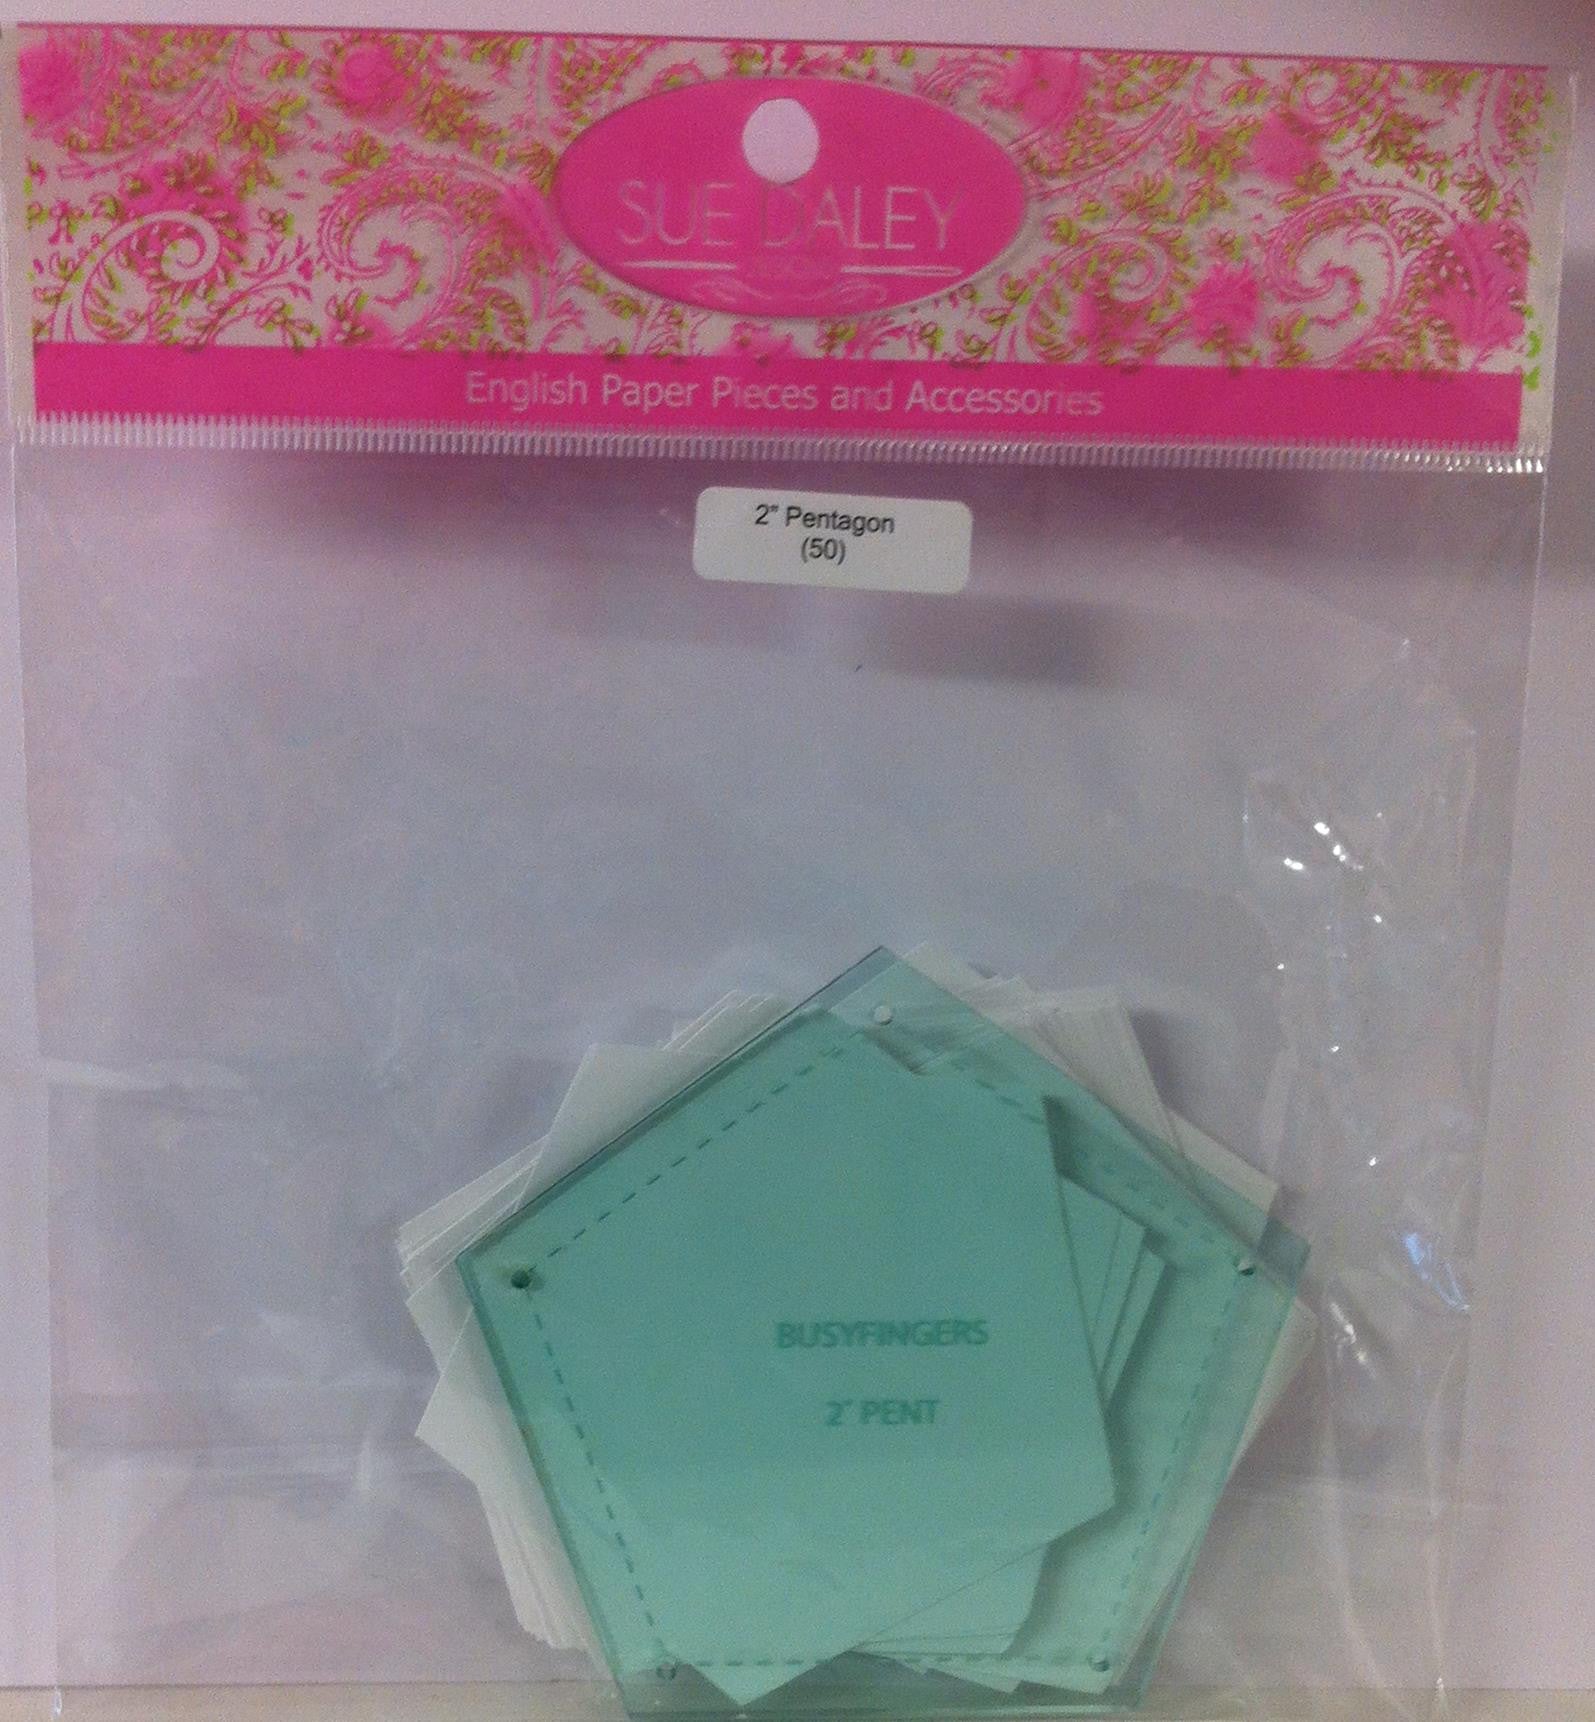 SUE DALEY
English Paper Pieces and Accessories
2" Pentagon
(50)
BUSYFINGERS
2" PENT